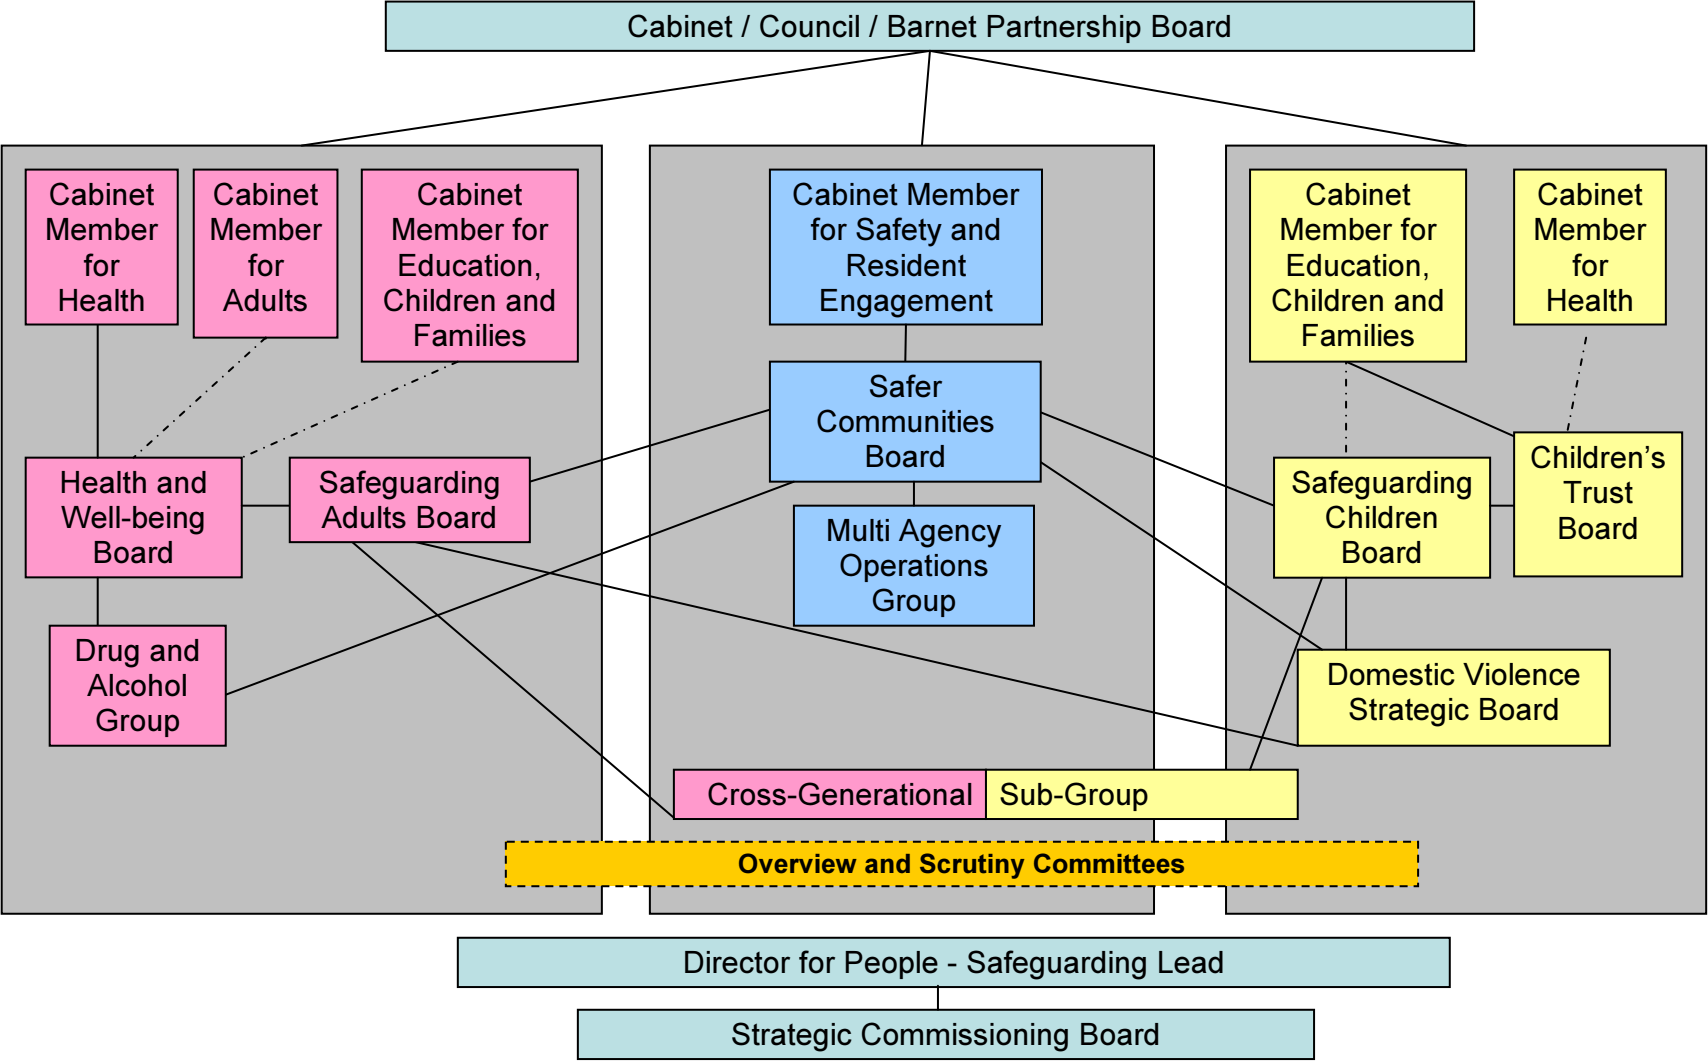 Cabinet / Council / Barnet Partnership Board
Cabinet
Member
for
Health
Cabinet
Member
for
Adults
Cabinet
Member for
Education,
Children and
Families
Cabinet Member
for Safety and
Resident
Engagement
Cabinet
Member for
Education,
Children and
Families
Cabinet
Member
for
Health
Safer
Communities
Board
Health and
Well-being
Board
Safeguarding
Adults Board
Multi Agency
Operations
Group
Safeguarding
Children
Board
Children’s
Trust
Board
Drug and
Alcohol
Group
Domestic Violence
Strategic Board
Cross-Generational Sub-Group
Overview and Scrutiny Committees
Director for People - Safeguarding Lead
Strategic Commissioning Board